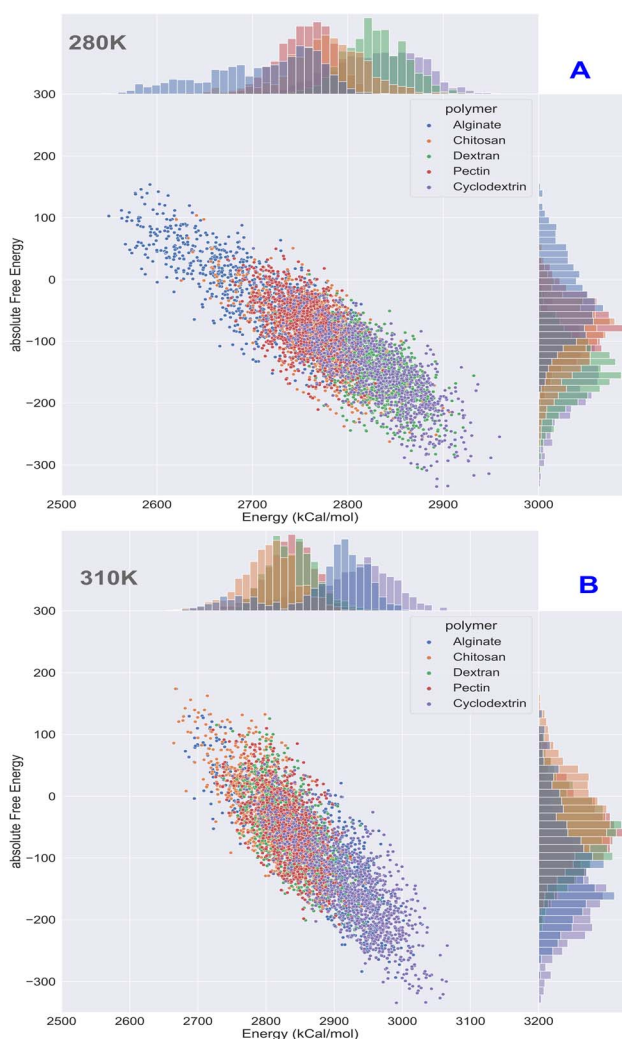 280K
A
300
polymer
Alginate
Chitosan
Dextran
Pectin
Cyclodextrin
200
100
0
−100
−200
−300
absolute Free Energy
2500 2600 2700 2800 2900 3000
Energy (kCal/mol)
310K
B
300
polymer
Alginate
Chitosan
Dextran
Pectin
Cyclodextrin
200
100
0
−100
−200
−300
absolute Free Energy
2500 2600 2700 2800 2900 3000 3100 3200
Energy (kCal/mol)